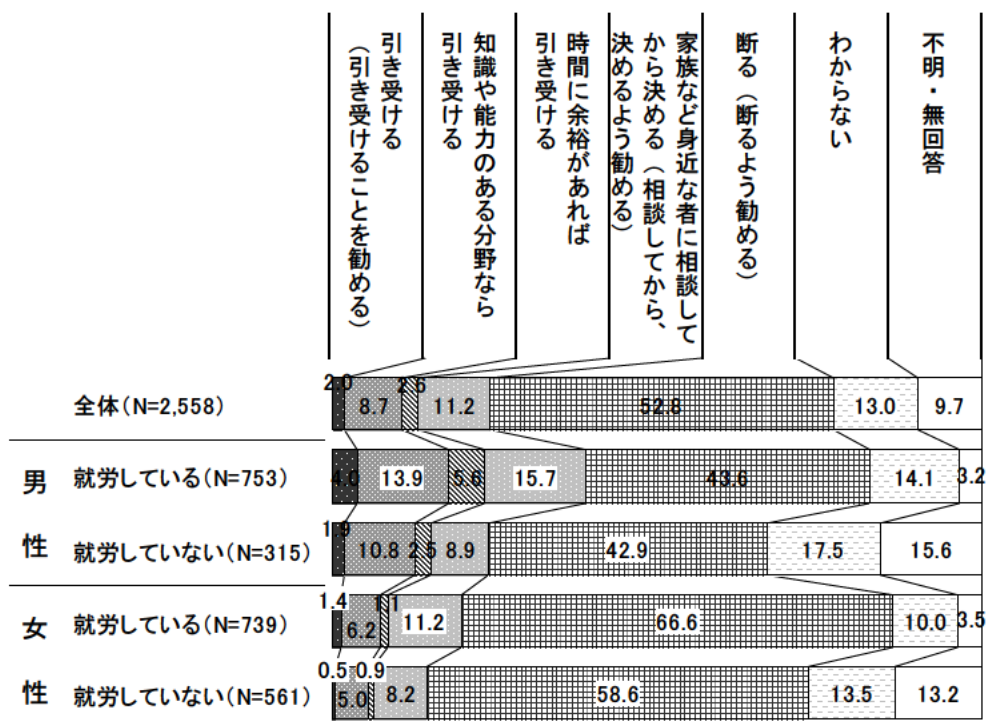 引き受ける
（引き受けることを勧める）
知識や能力のある分野なら
引き受ける
時間に余裕があれば
引き受ける
家族など身近な者に相談して
から決める（相談してから、
決めるよう勧める）
断る（断るよう勧める）
わからない
不明・無回答
全体(N=2,558) 2.0 8.7 2.6 11.2 52.8 13.0 9.7
男性
就労している(N=753) 4.0 13.9 5.6 15.7 43.6 14.1 3.2
就労していない(N=315) 1.9 10.8 2.5 8.9 42.9 17.5 15.6
女性
就労している(N=739) 1.4 6.2 1.1 11.2 66.6 10.0 3.5
就労していない(N=561) 0.5 5.0 0.9 8.2 58.6 13.5 13.2